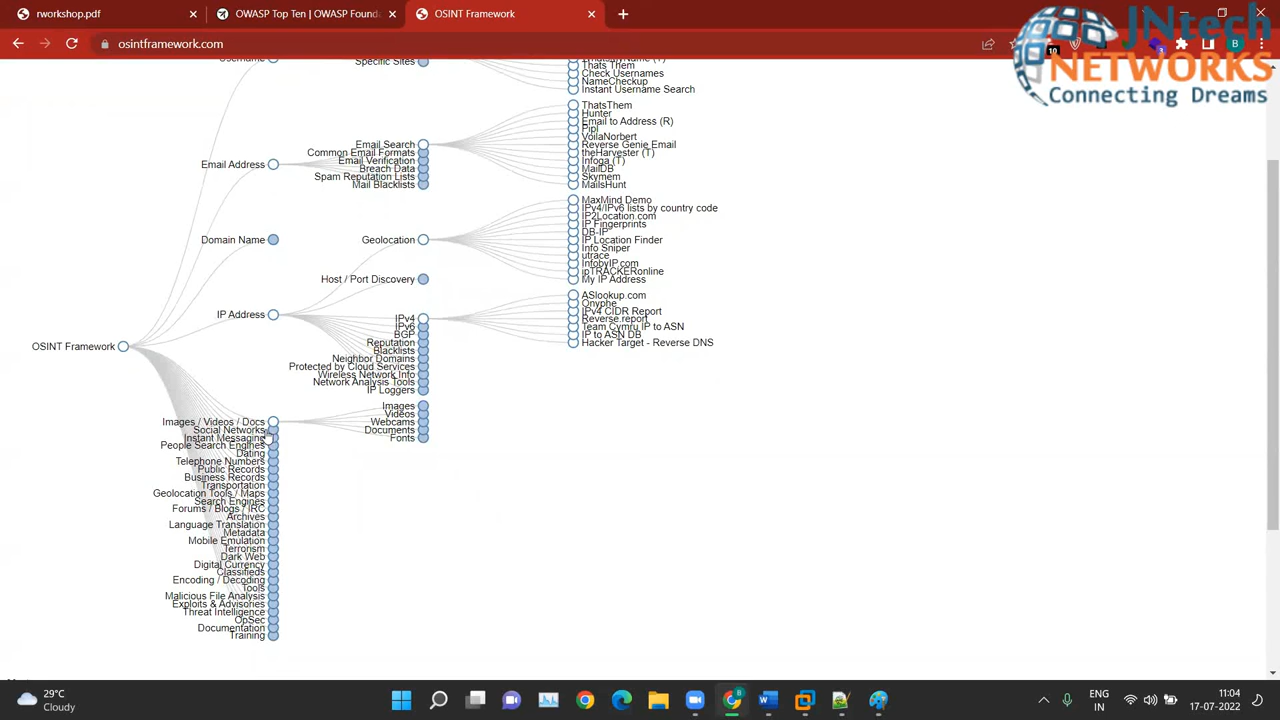 rworkshop.pdf
OWASP Top Ten | OWASP Found
OSINT Framework
osintframework.com
10
B
JNtech
NETWORKS
Connecting Dreams
Username
Specific Sites
Thats Them
Check Usernames
NameCheckup
Instant Username Search
Email Address
Email Search
Common Email Formats
Email Verification
Breach Data
Spam Reputation Lists
Mail Blacklists
ThatsThem
Hunter
Email to Address (R)
Pipl
VoilaNorbert
Reverse Genie Email
theHarvester (T)
Infoga (T)
MailDB
Skymem
MailsHunt
Domain Name
Geolocation
MaxMind Demo
IPv4/IPv6 lists by country code
IP2Location.com
IP Fingerprints
DB-IP
IP Location Finder
Info Sniper
utrace
InfobyIP.com
ipTRACKERonline
My IP Address
Host / Port Discovery
IP Address
IPv4
IPv6
BGP
Reputation
Blacklists
Neighbor Domains
Protected by Cloud Services
Wireless Network Info
Network Analysis Tools
IP Loggers
ASlookup.com
Onyphe
IPv4 CIDR Report
Reverse.report
Team Cymru IP to ASN
IP to ASN DB
Hacker Target - Reverse DNS
OSINT Framework
Images / Videos / Docs
Images
Videos
Webcams
Documents
Fonts
Social Networks
Instant Messaging
People Search Engines
Dating
Telephone Numbers
Public Records
Business Records
Transportation
Geolocation Tools / Maps
Search Engines
Forums / Blogs / IRC
Archives
Language Translation
Metadata
Mobile Emulation
Terrorism
Dark Web
Digital Currency
Classifieds
Encoding / Decoding
Tools
Malicious File Analysis
Exploits & Advisories
Threat Intelligence
OpSec
Documentation
Training
29°C
Cloudy
ENG
IN
11:04
17-07-2022